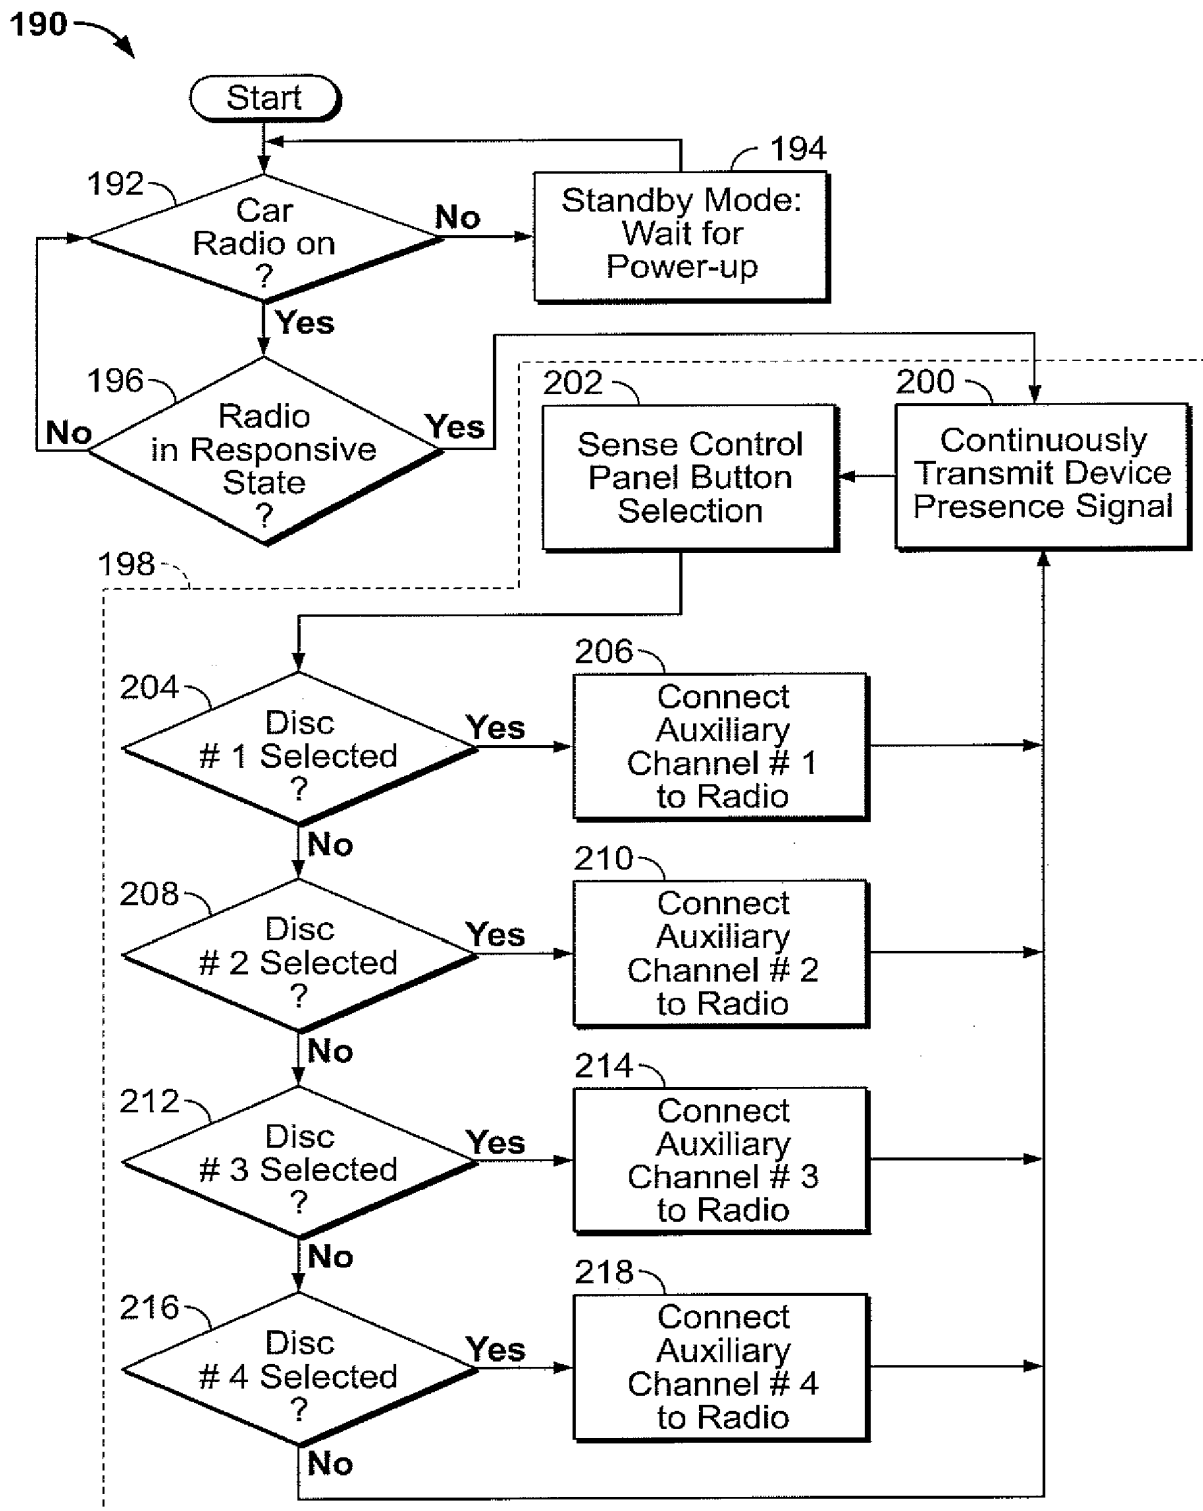 190
Start
192
Car
Radio on
?
No
194
Standby Mode:
Wait for
Power-up
Yes
196
Radio
in Responsive
State
?
No
Yes
202
Sense Control
Panel Button
Selection
200
Continuously
Transmit Device
Presence Signal
198
204
Disc
# 1 Selected
?
Yes
206
Connect
Auxiliary
Channel # 1
to Radio
No
208
Disc
# 2 Selected
?
Yes
210
Connect
Auxiliary
Channel # 2
to Radio
No
212
Disc
# 3 Selected
?
Yes
214
Connect
Auxiliary
Channel # 3
to Radio
No
216
Disc
# 4 Selected
?
Yes
218
Connect
Auxiliary
Channel # 4
to Radio
No